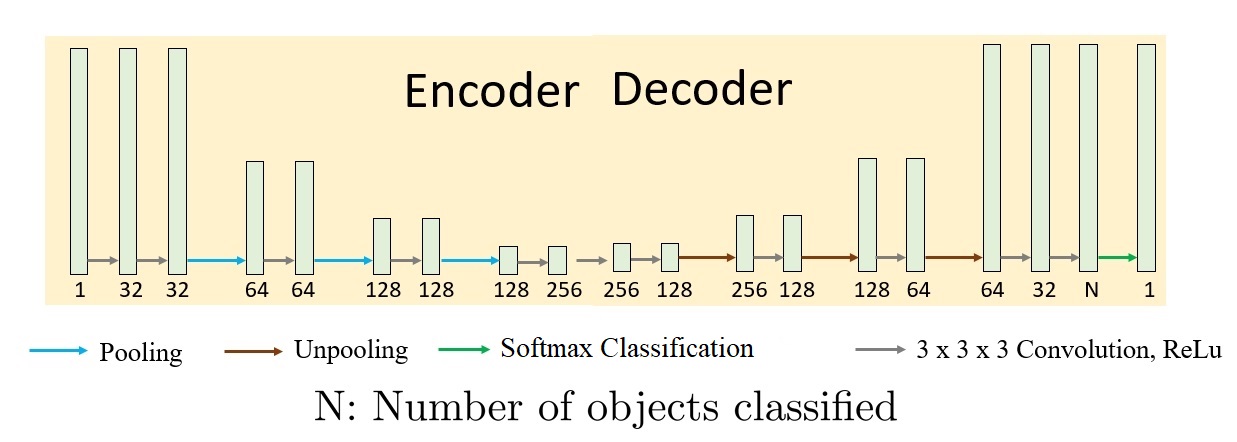 Encoder Decoder
1 32 32 64 64 128 128 128 256 256 128 256 128 128 64 64 32 N 1
Pooling Unpooling Softmax Classification 3 x 3 x 3 Convolution, ReLu
N: Number of objects classified